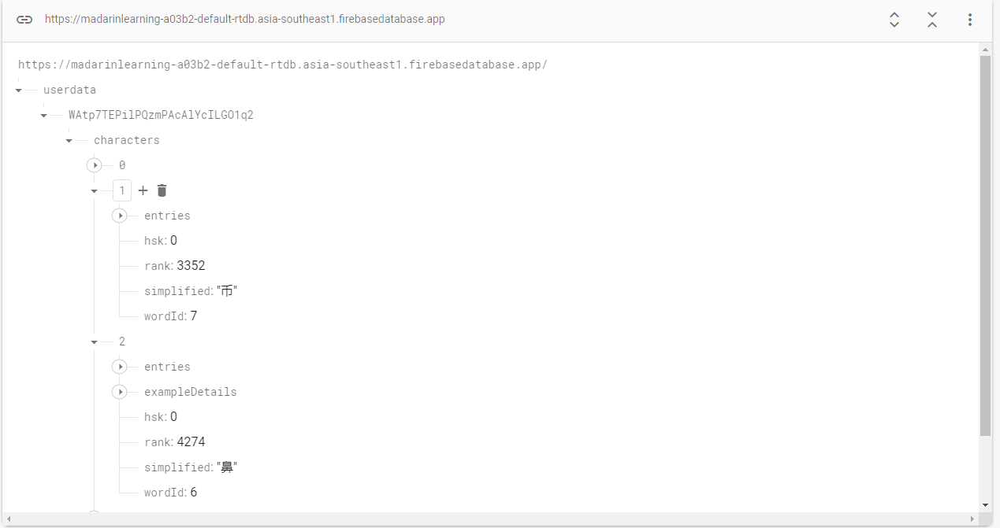 https://madarinlearning-a03b2-default-rtdb.asia-southeast1.firebasedatabase.app
https://madarinlearning-a03b2-default-rtdb.asia-southeast1.firebasedatabase.app/
userdata
WAtp7TEPilPQzmPAcAlYcILGO1q2
characters
0
1
entries
hsk: 0
rank: 3352
simplified: "币"
wordId: 7
2
entries
exampleDetails
hsk: 0
rank: 4274
simplified: "鼻"
wordId: 6